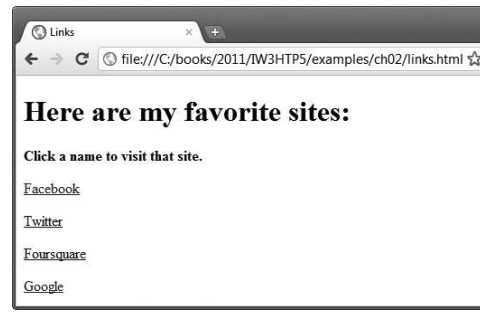 Links
file:///C:/books/2011/IW3HTP5/examples/ch02/links.html
Here are my favorite sites:
Click a name to visit that site.
Facebook
Twitter
Foursquare
Google